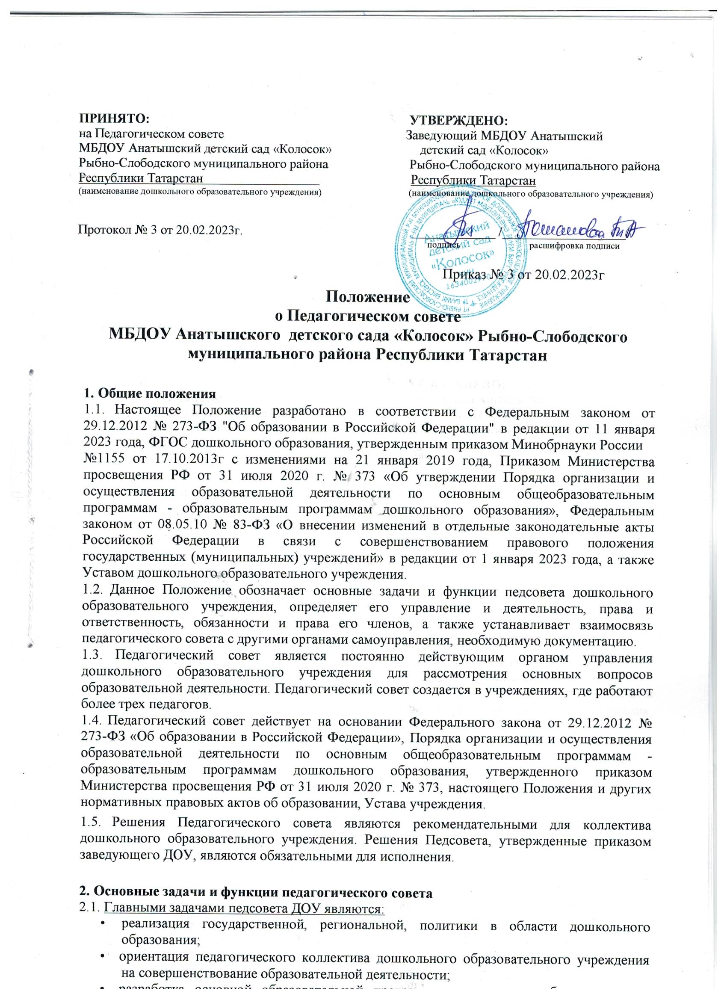 ПРИНЯТО:
на Педагогическом совете
МБДОУ Анатышский детский сад «Колосок»
Рыбно-Слободского муниципального района
Республики Татарстан
(наименование дошкольного образовательного учреждения)
Протокол № 3 от 20.02.2023г.
УТВЕРЖДЕНО:
Заведующий МБДОУ Анатышский
детский сад «Колосок»
Рыбно-Слободского муниципального района
Республики Татарстан
(наименование дошкольного образовательного учреждения)
/
подпись расшифровка подписи
Анатышский
детский сад
«Колосок»
Приказ № 3 от 20.02.2023г
Положение
о Педагогическом совете
МБДОУ Анатышского детского сада «Колосок» Рыбно-Слободского
муниципального района Республики Татарстан
1. Общие положения
1.1. Настоящее Положение разработано в соответствии с Федеральным законом от
29.12.2012 № 273-ФЗ "Об образовании в Российской Федерации" в редакции от 11 января
2023 года, ФГОС дошкольного образования, утвержденным приказом Минобрнауки России
№1155 от 17.10.2013г с изменениями на 21 января 2019 года, Приказом Министерства
просвещения РФ от 31 июля 2020 г. № 373 «Об утверждении Порядка организации и
осуществления образовательной деятельности по основным общеобразовательным
программам - образовательным программам дошкольного образования», Федеральным
законом от 08.05.10 № 83-ФЗ «О внесении изменений в отдельные законодательные акты
Российской Федерации в связи с совершенствованием правового положения
государственных (муниципальных) учреждений» в редакции от 1 января 2023 года, а также
Уставом дошкольного образовательного учреждения.
1.2. Данное Положение обозначает основные задачи и функции педсовета дошкольного
образовательного учреждения, определяет его управление и деятельность, права и
ответственность, обязанности и права его членов, а также устанавливает взаимосвязь
педагогического совета с другими органами самоуправления, необходимую документацию.
1.3. Педагогический совет является постоянно действующим органом управления
дошкольного образовательного учреждения для рассмотрения основных вопросов
образовательной деятельности. Педагогический совет создается в учреждениях, где работают
более трех педагогов.
1.4. Педагогический совет действует на основании Федерального закона от 29.12.2012 №
273-ФЗ «Об образовании в Российской Федерации», Порядка организации и осуществления
образовательной деятельности по основным общеобразовательным программам -
образовательным программам дошкольного образования, утвержденного приказом
Министерства просвещения РФ от 31 июля 2020 г. № 373, настоящего Положения и других
нормативных правовых актов об образовании, Устава учреждения.
1.5. Решения Педагогического совета являются рекомендательными для коллектива
дошкольного образовательного учреждения. Решения Педсовета, утвержденные приказом
заведующего ДОУ, являются обязательными для исполнения.
2. Основные задачи и функции педагогического совета
2.1. Главными задачами педсовета ДОУ являются:
• реализация государственной, региональной, политики в области дошкольного
образования;
• ориентация педагогического коллектива дошкольного образовательного учреждения
на совершенствование образовательной деятельности;
• разработка основной образовательной